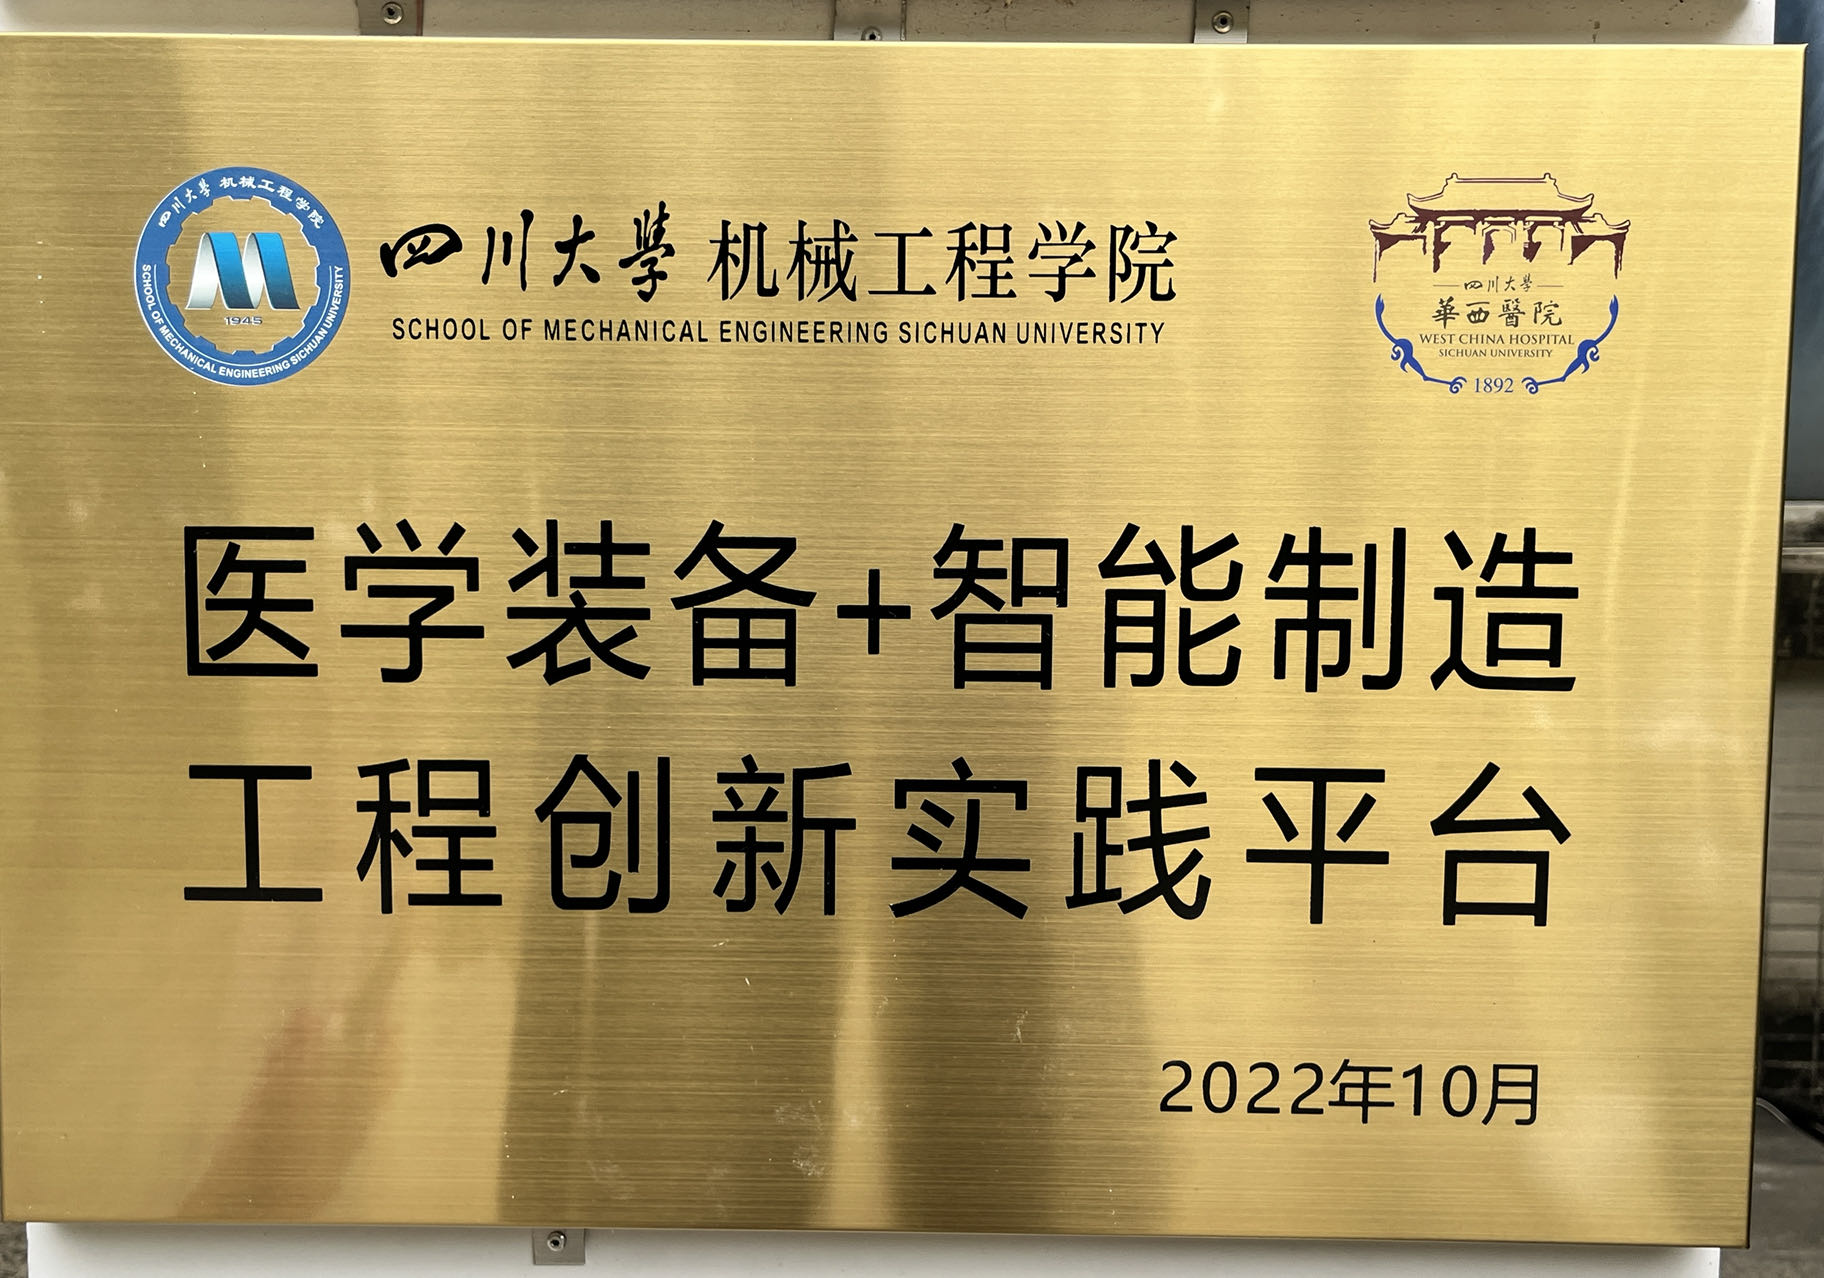 四川大學 机械工程学院
SCHOOL OF MECHANICAL ENGINEERING SICHUAN UNIVERSITY
1945
四川大學 机械工程学院
SCHOOL OF MECHANICAL ENGINEERING SICHUAN UNIVERSITY
四川大學
華西醫院
WEST CHINA HOSPITAL
SICHUAN UNIVERSITY
1892
医学装备+智能制造
工程创新实践平台
2022年10月